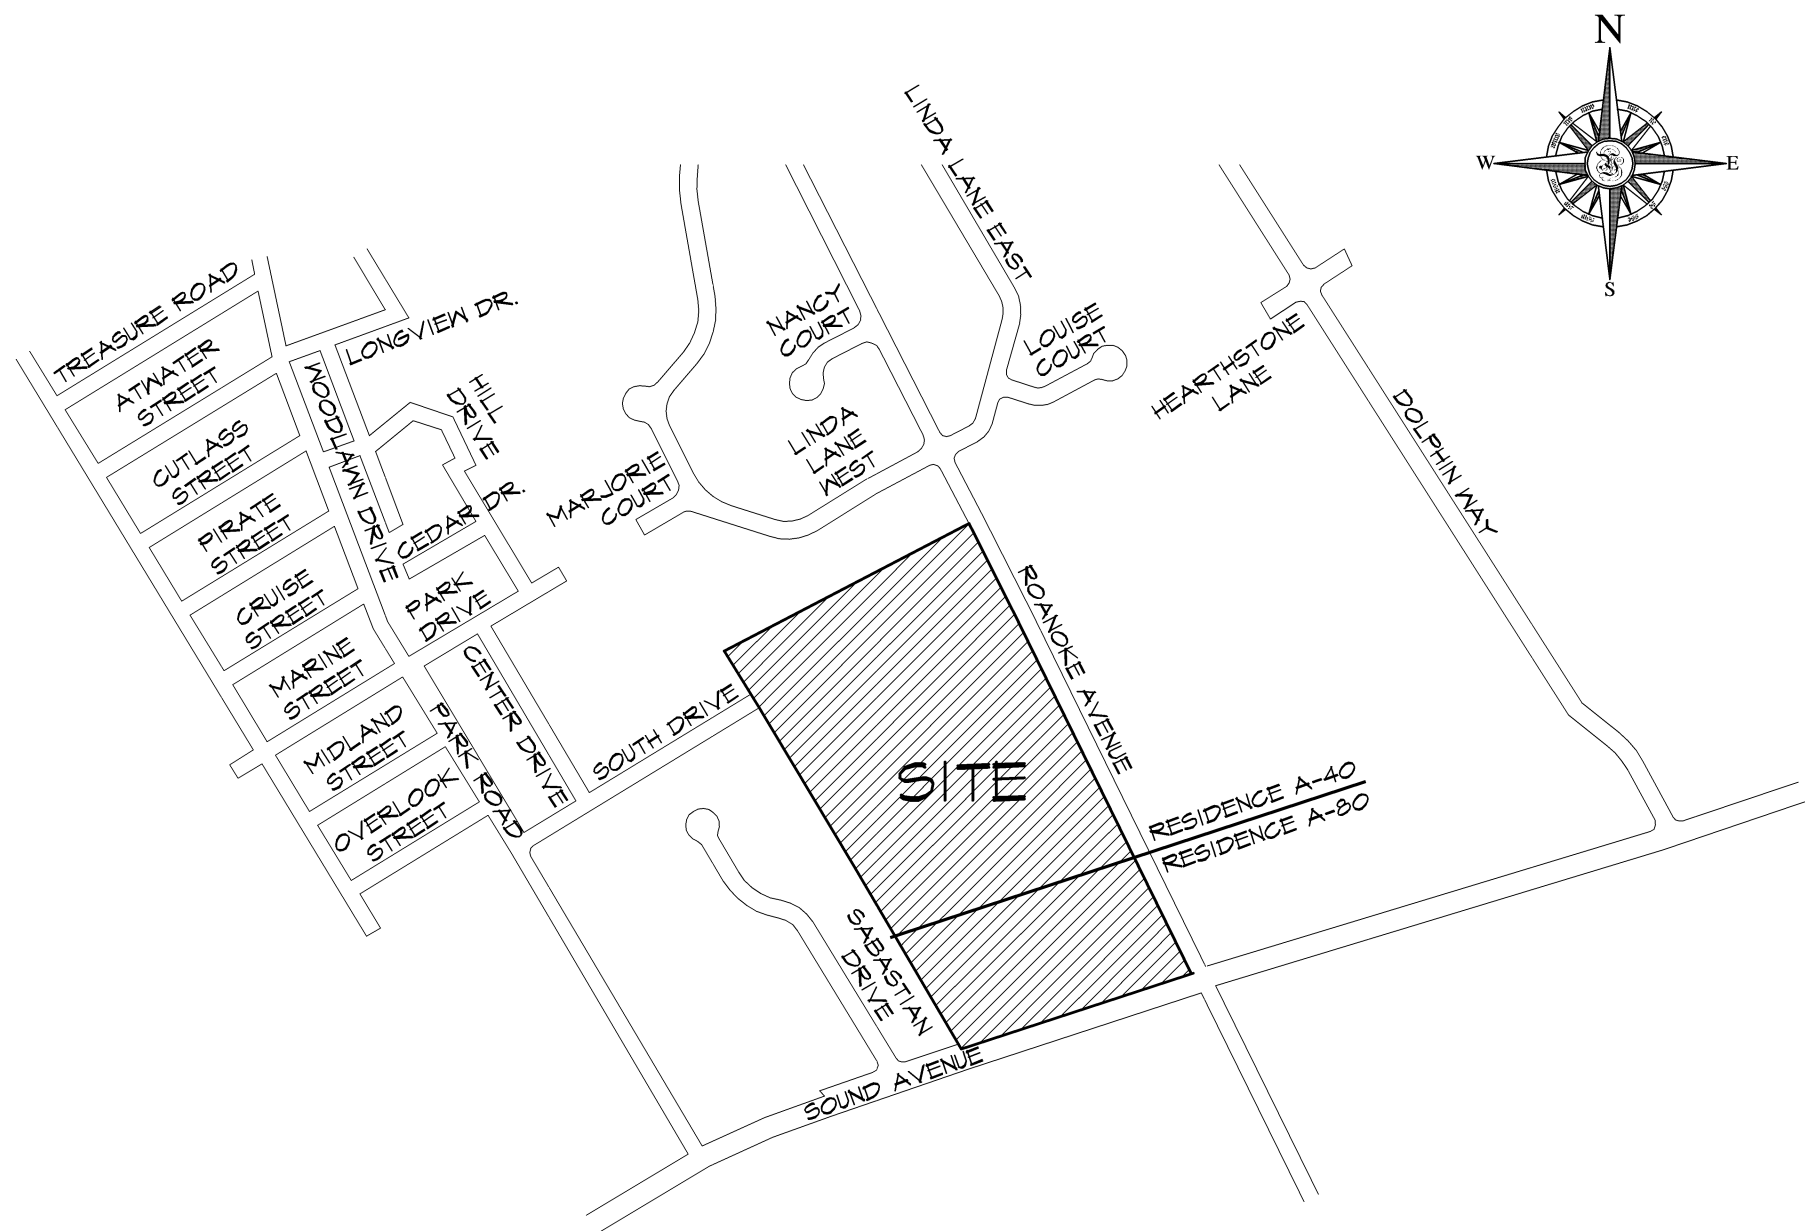 N
W
E
S
LINDA LANE EAST
TREASURE ROAD
LONGVIEW DR.
NANCY
COURT
LOUISE
COURT
ATWATER
STREET
WOODLAWN DRIVE
HILL
DRIVE
HEARTHSTONE
LANE
DOLPHIN WAY
CUTLASS
STREET
LINDA
LANE
WEST
MARJORIE
COURT
CEDAR DR.
PIRATE
STREET
CRUISE
STREET
PARK
DRIVE
ROANOKE AVENUE
MARINE
STREET
CENTER DRIVE
SOUTH DRIVE
MIDLAND
STREET
PARK ROAD
OVERLOOK
STREET
SITE
RESIDENCE A-40
RESIDENCE A-80
SABASTIAN
DRIVE
SOUND AVENUE